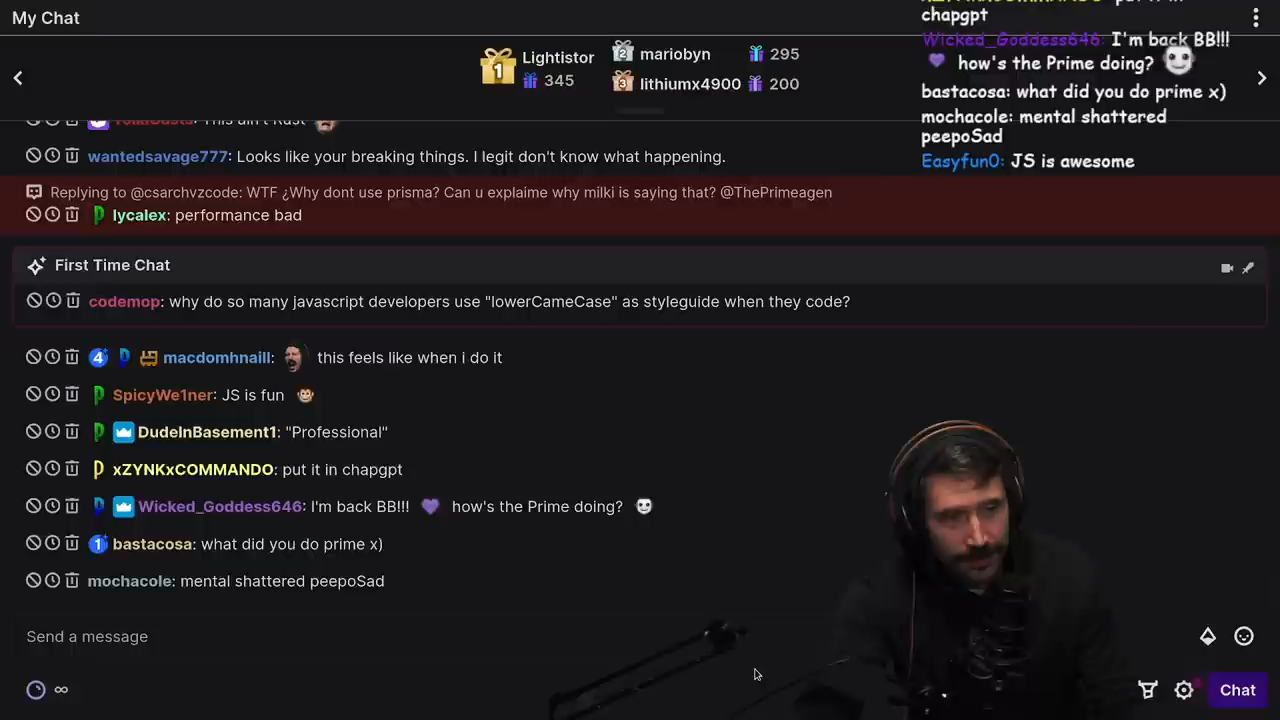 My Chat
chapgpt
Wicked_Goddess646: I'm back BB!!!
how's the Prime doing?
bastacosa: what did you do prime x)
mochacole: mental shattered
peepoSad
Easyfun0: JS is awesome
1 Lightistor 345
2 mariobyn 295
3 lithiumx4900 200
This ain't Rust
wantedsavage777: Looks like your breaking things. I legit don't know what happening.
Replying to @csarchvzcode: WTF ¿Why dont use prisma? Can u explaime why milki is saying that? @ThePrimeagen
lycalex: performance bad
First Time Chat
codemop: why do so many javascript developers use "lowerCameCase" as styleguide when they code?
4 macdomhnaill: this feels like when i do it
SpicyWe1ner: JS is fun
DudeInBasement1: "Professional"
xZYNKxCOMMANDO: put it in chapgpt
Wicked_Goddess646: I'm back BB!!! how's the Prime doing?
1 bastacosa: what did you do prime x)
mochacole: mental shattered peepoSad
Send a message
∞
Chat